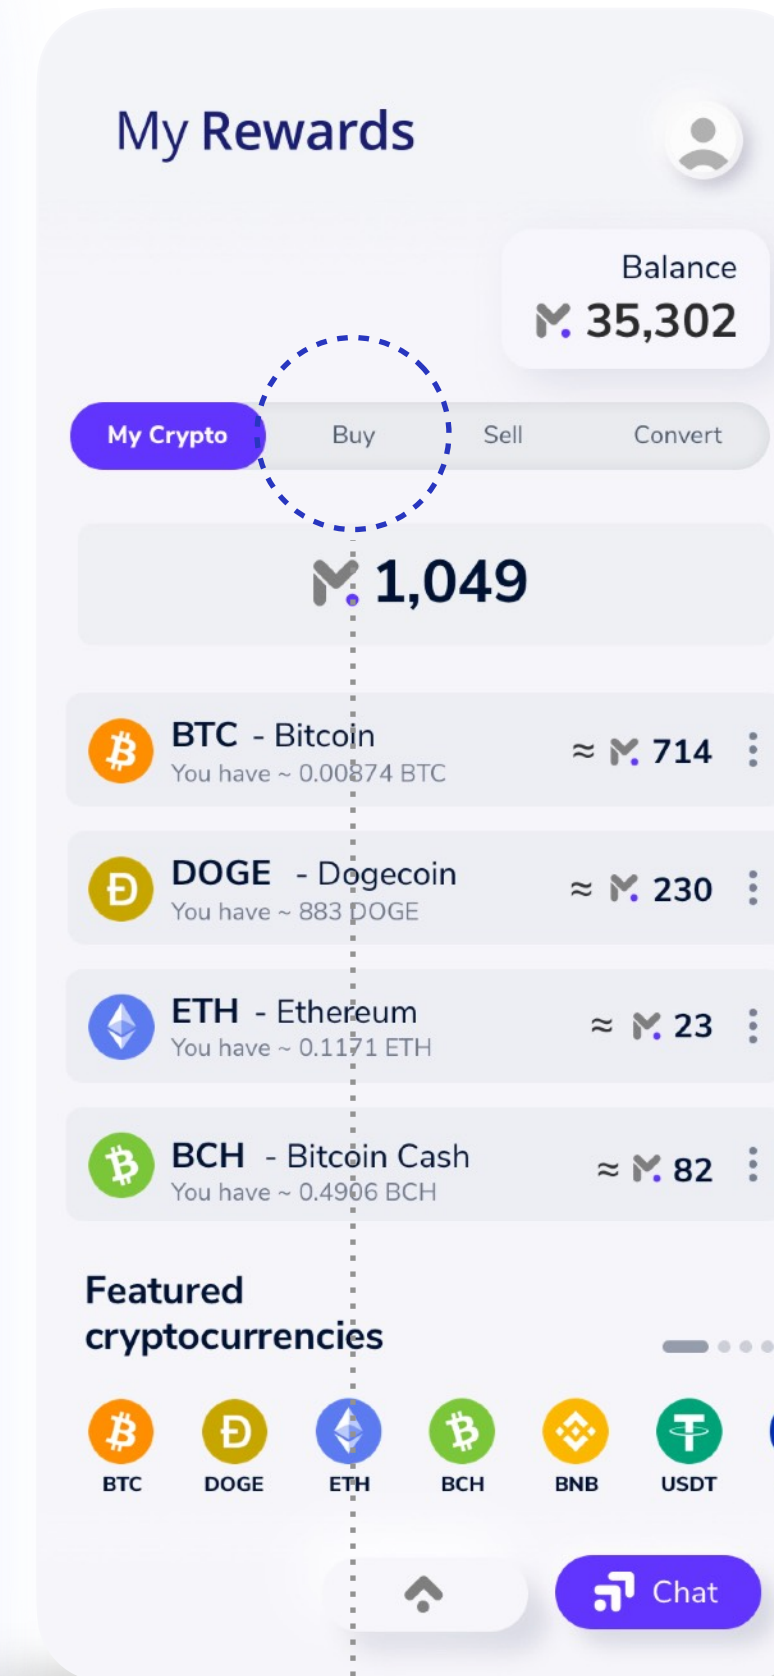 My Rewards
Balance
35,302
My Crypto Buy Sell Convert
1,049
BTC - Bitcoin
You have ~ 0.00874 BTC
≈ 714
DOGE - Dogecoin
You have ~ 883 DOGE
≈ 230
ETH - Ethereum
You have ~ 0.1171 ETH
≈ 23
BCH - Bitcoin Cash
You have ~ 0.4906 BCH
≈ 82
Featured
cryptocurrencies
BTC DOGE ETH BCH BNB USDT
Chat